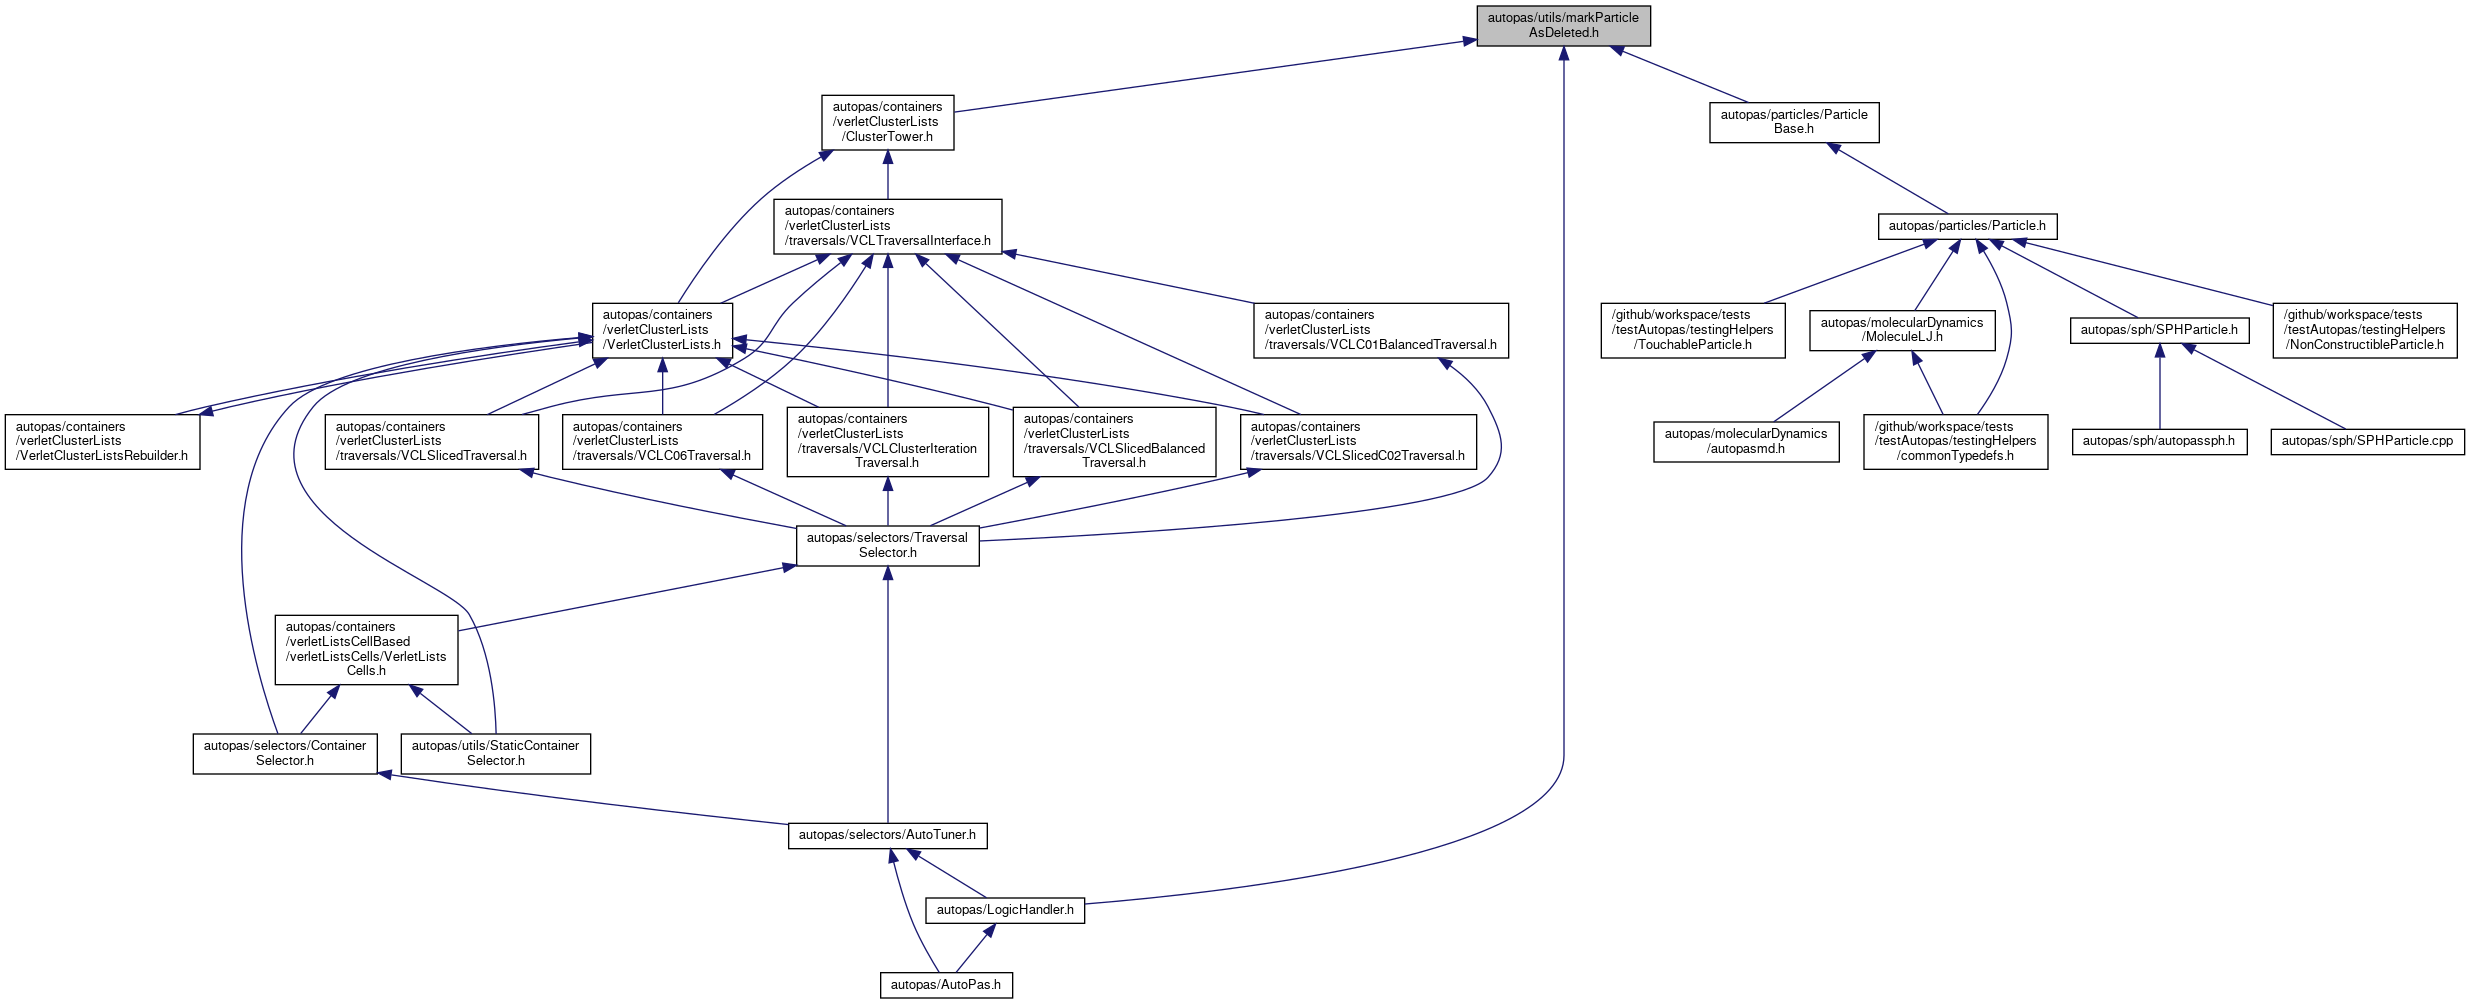 autopas/utils/markParticle
AsDeleted.h
autopas/containers
/verletClusterLists
/ClusterTower.h
autopas/particles/Particle
Base.h
autopas/containers
/verletClusterLists
/traversals/VCLTraversalInterface.h
autopas/particles/Particle.h
autopas/containers
/verletClusterLists
/VerletClusterLists.h
autopas/containers
/verletClusterLists
/traversals/VCLC01BalancedTraversal.h
/github/workspace/tests
/testAutopas/testingHelpers
/TouchableParticle.h
autopas/molecularDynamics
/MoleculeLJ.h
autopas/sph/SPHParticle.h
/github/workspace/tests
/testAutopas/testingHelpers
/NonConstructibleParticle.h
autopas/containers
/verletClusterLists
/VerletClusterListsRebuilder.h
autopas/containers
/verletClusterLists
/traversals/VCLSlicedTraversal.h
autopas/containers
/verletClusterLists
/traversals/VCLC06Traversal.h
autopas/containers
/verletClusterLists
/traversals/VCLClusterIteration
Traversal.h
autopas/containers
/verletClusterLists
/traversals/VCLSlicedBalanced
Traversal.h
autopas/containers
/verletClusterLists
/traversals/VCLSlicedC02Traversal.h
autopas/molecularDynamics
/autopasmd.h
/github/workspace/tests
/testAutopas/testingHelpers
/commonTypedefs.h
autopas/sph/autopassph.h
autopas/sph/SPHParticle.cpp
autopas/selectors/Traversal
Selector.h
autopas/containers
/verletListsCellBased
/verletListsCells/VerletLists
Cells.h
autopas/selectors/Container
Selector.h
autopas/utils/StaticContainer
Selector.h
autopas/selectors/AutoTuner.h
autopas/LogicHandler.h
autopas/AutoPas.h